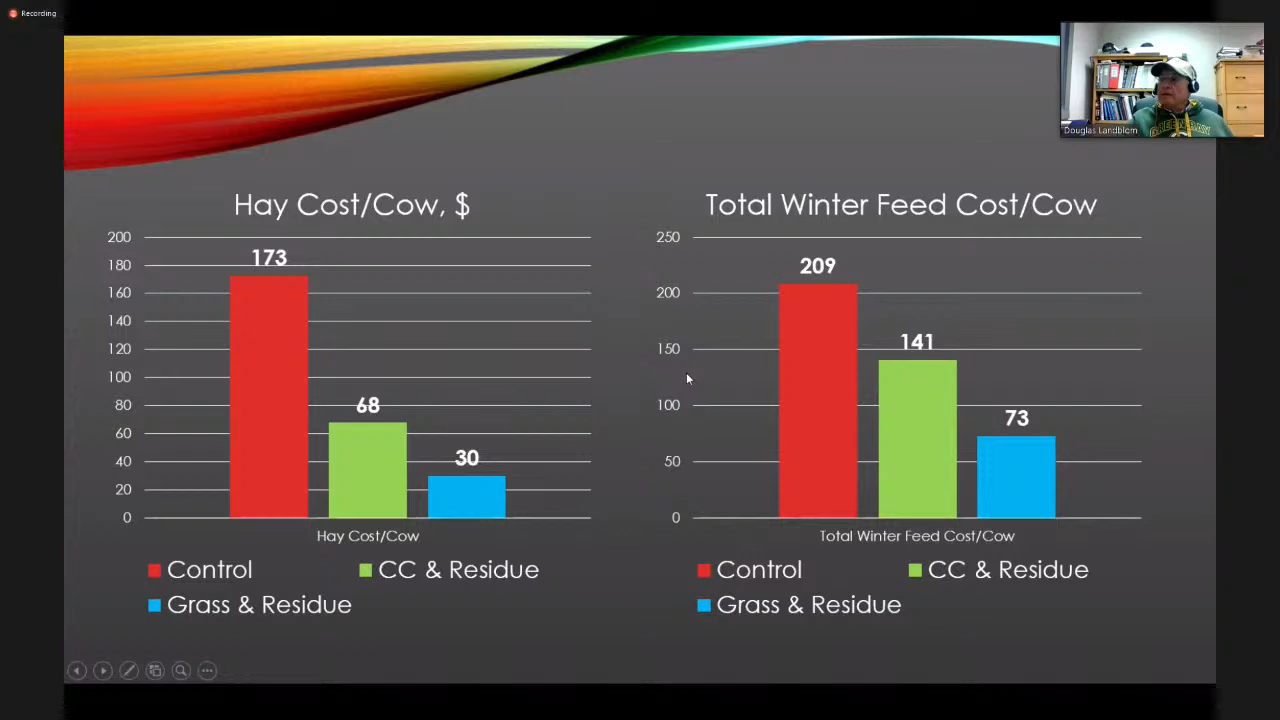 Recording
Douglas Landblom
GREEN BAY
Hay Cost/Cow, $
200
180
160
140
120
100
80
60
40
20
0
173
68
30
Hay Cost/Cow
Control
CC & Residue
Grass & Residue
Total Winter Feed Cost/Cow
250
200
150
100
50
0
209
141
73
Total Winter Feed Cost/Cow
Control
CC & Residue
Grass & Residue